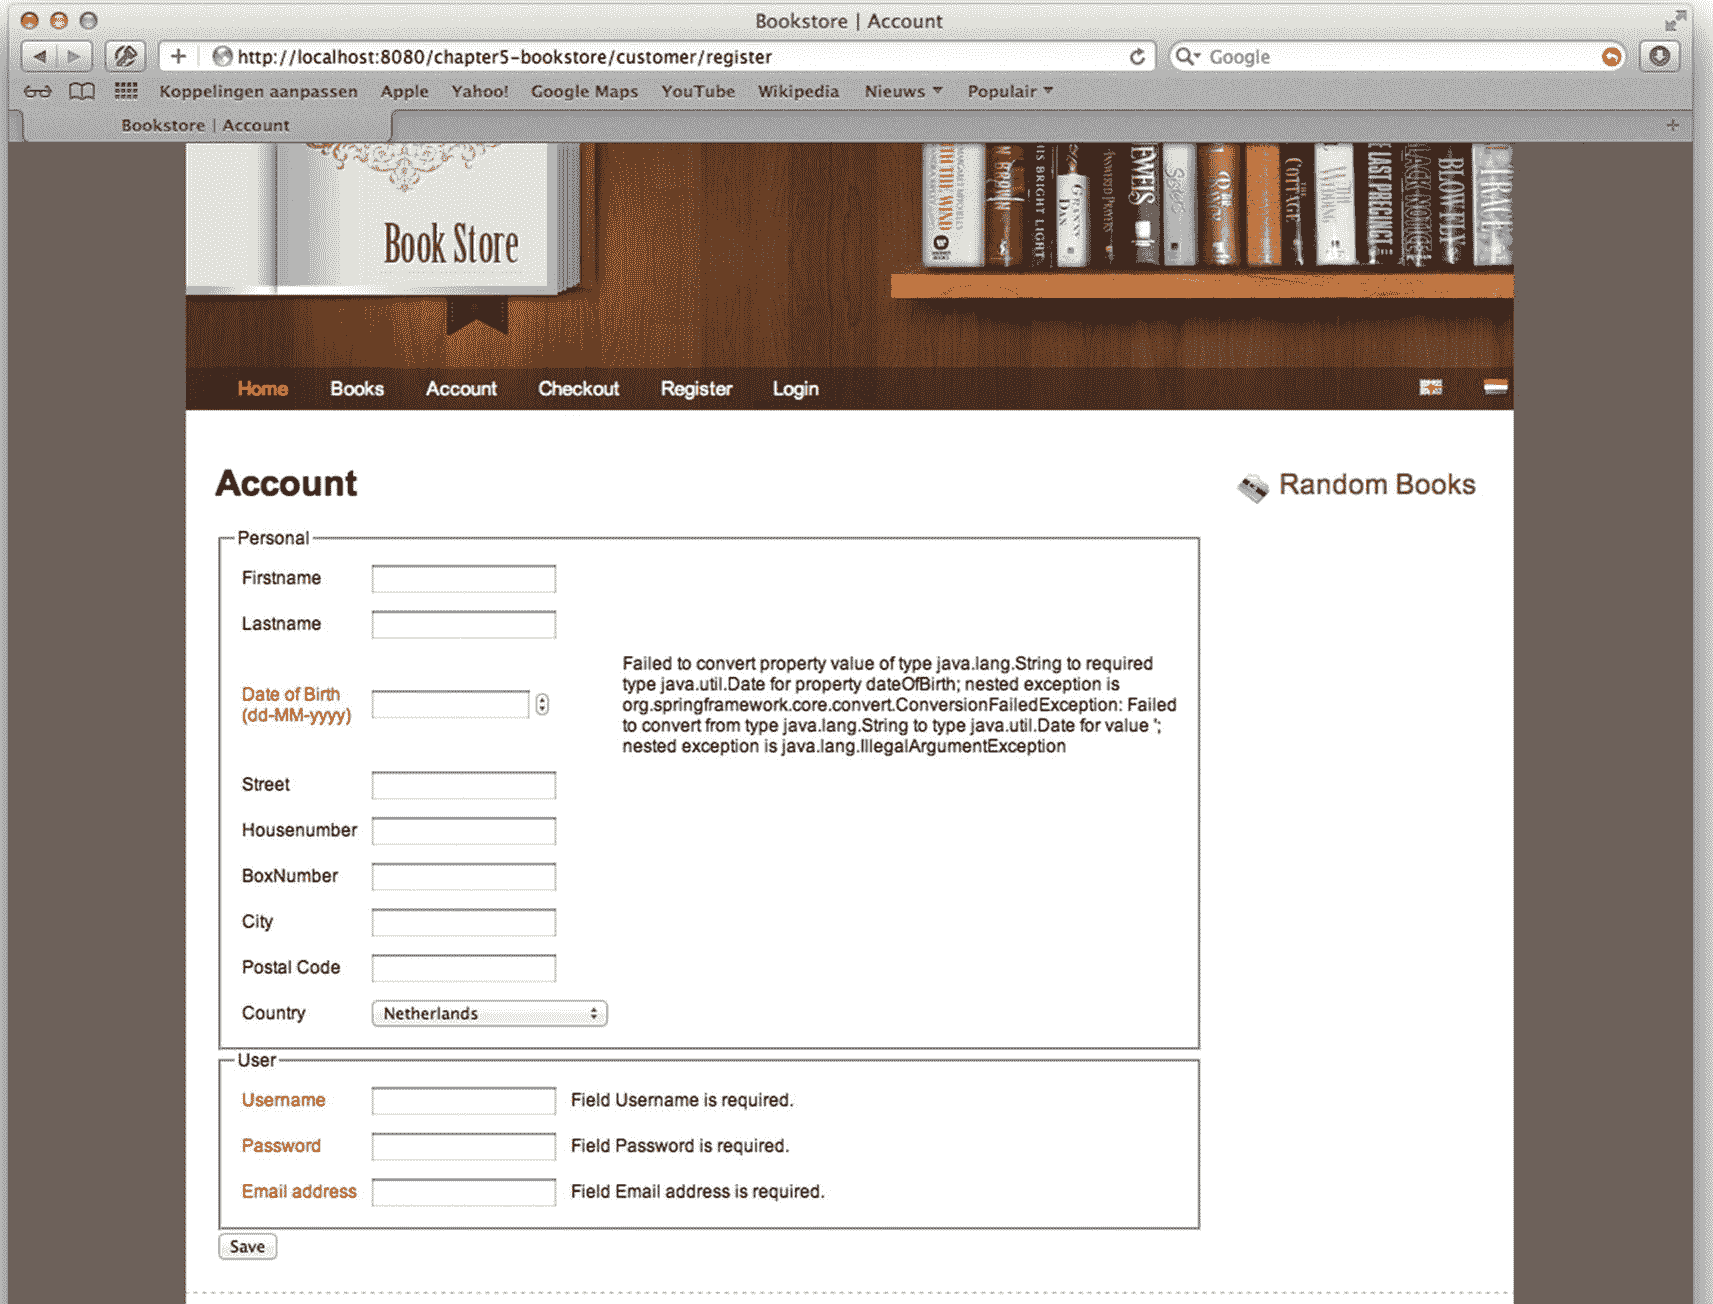 Bookstore | Account
http://localhost:8080/chapter5-bookstore/customer/register
Google
Koppelingen aanpassen Apple Yahoo! Google Maps YouTube Wikipedia Nieuws Populair
Bookstore | Account
Book Store
THE LAST PRECINCT
BLOW FLY
Home Books Account Checkout Register Login
Account
Random Books
Personal
Firstname
Lastname
Date of Birth
(dd-MM-yyyy)
Failed to convert property value of type java.lang.String to required
type java.util.Date for property dateOfBirth; nested exception is
org.springframework.core.convert.ConversionFailedException: Failed
to convert from type java.lang.String to type java.util.Date for value ';
nested exception is java.lang.IllegalArgumentException
Street
Housenumber
BoxNumber
City
Postal Code
Country Netherlands
User
Username Field Username is required.
Password Field Password is required.
Email address Field Email address is required.
Save